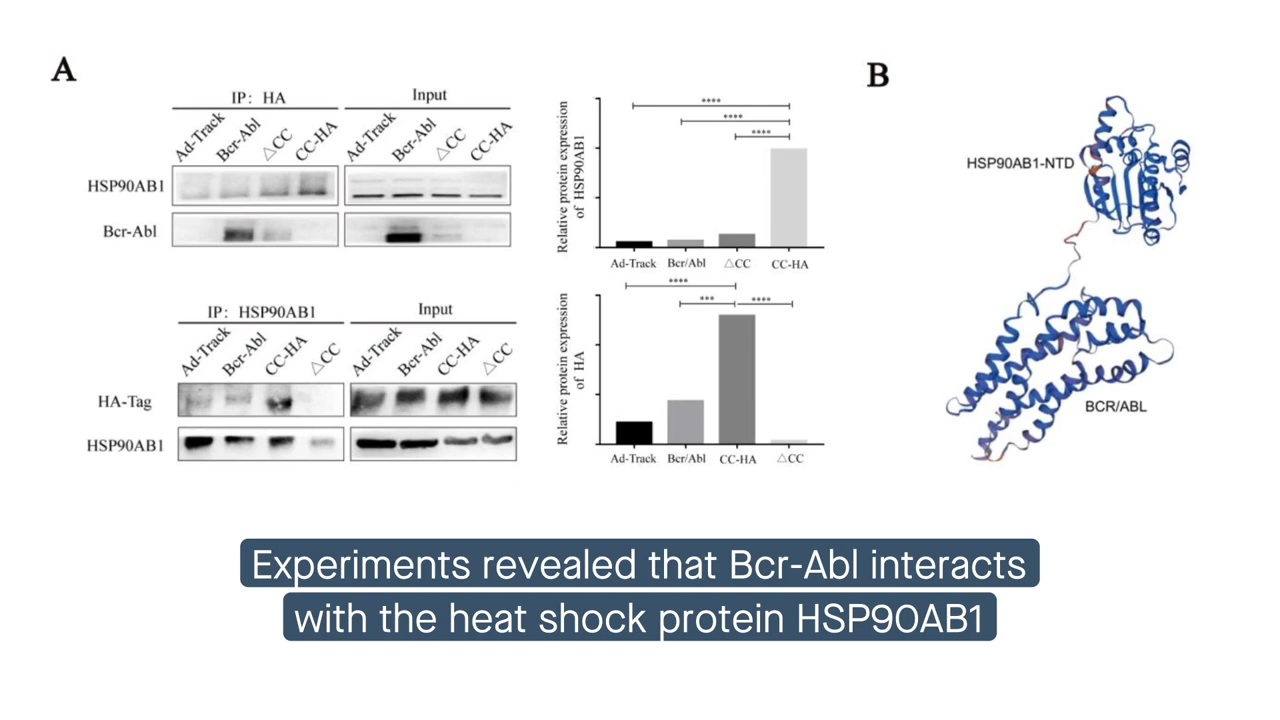 A
IP: HA
Input
Ad-Track
Bcr-Abl
△CC
CC-HA
Ad-Track
Bcr-Abl
△CC
CC-HA
HSP90AB1
Bcr-Abl
Relative protein expression
of HSP90AB1
****
****
****
Ad-Track
Bcr/Abl
△CC
CC-HA
IP: HSP90AB1
Input
Ad-Track
Bcr-Abl
CC-HA
△CC
Ad-Track
Bcr-Abl
CC-HA
△CC
HA-Tag
HSP90AB1
Relative protein expression
of HA
****
***
****
Ad-Track
Bcr/Abl
CC-HA
△CC
B
HSP90AB1-NTD
BCR/ABL
Experiments revealed that Bcr-Abl interacts
with the heat shock protein HSP90AB1